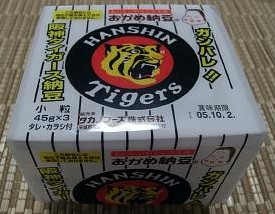 おかめ納豆
ガンバレ!!
阪神タイガース納豆
HANSHIN
Tigers
小粒
45g×3
タレ・カラシ付
タカノフーズ株式会社
賞味期限
05.10.2
おかめ納豆